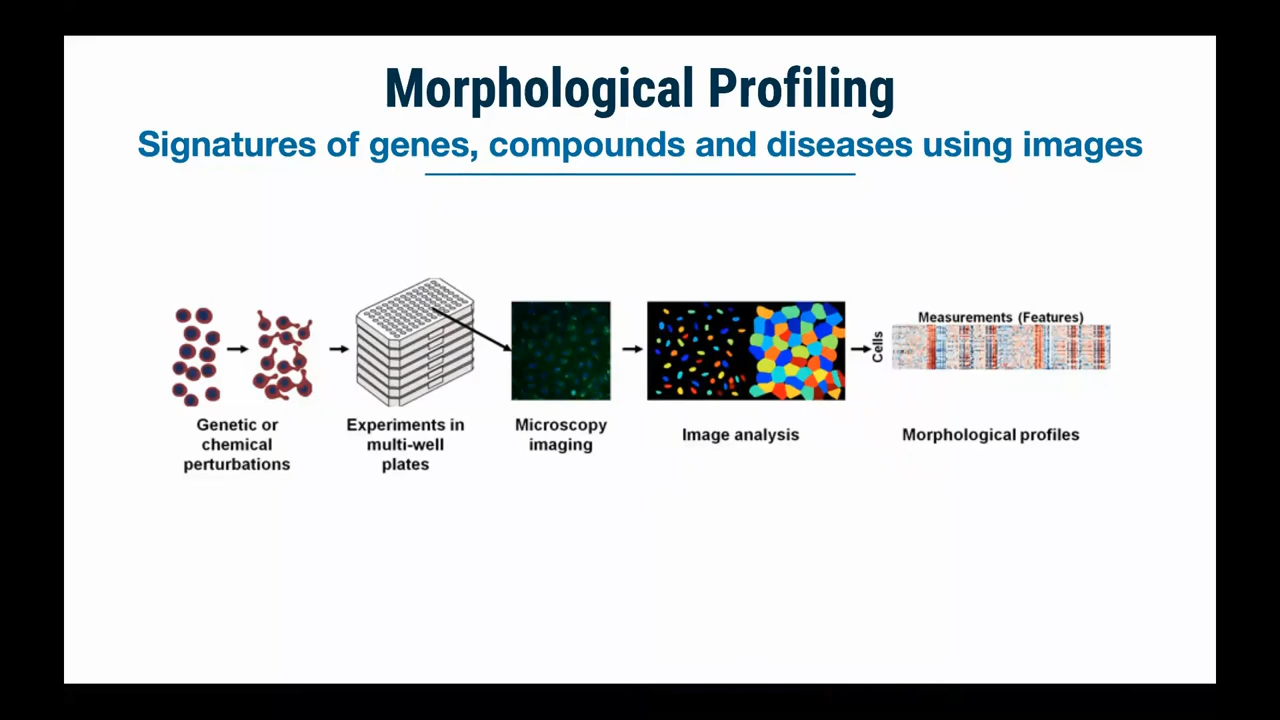 Morphological Profiling
Signatures of genes, compounds and diseases using images
Measurements (Features)
Cells
Genetic or
chemical
perturbations
Experiments in
multi-well
plates
Microscopy
imaging
Image analysis
Morphological profiles